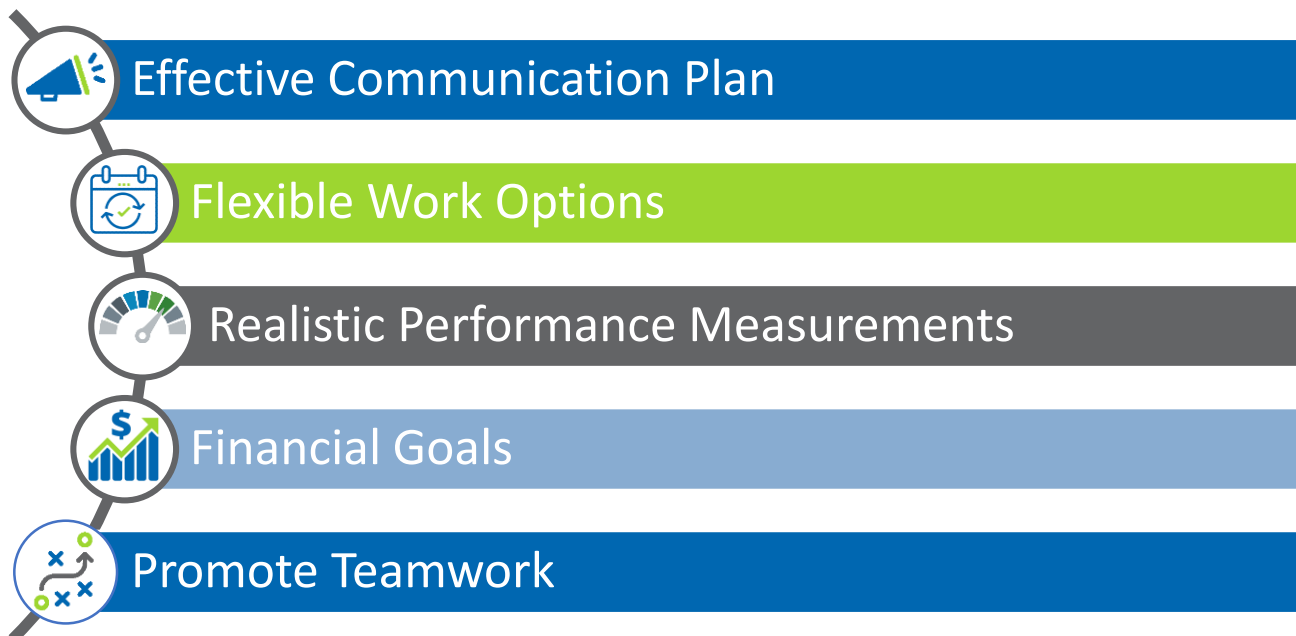 Effective Communication Plan
Flexible Work Options
Realistic Performance Measurements
$
Financial Goals
Promote Teamwork